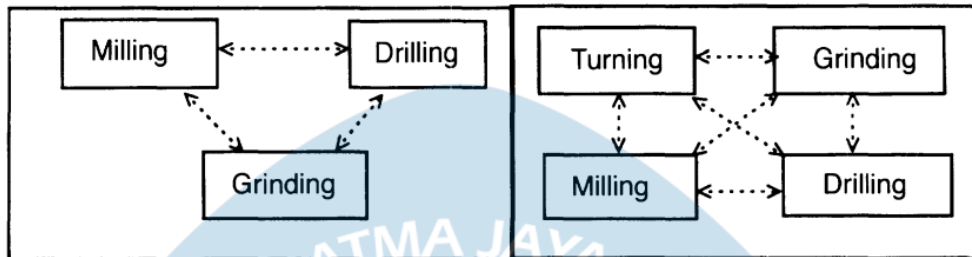 Milling
Drilling
Grinding
Turning
Grinding
Milling
Drilling
ATMA JAYA